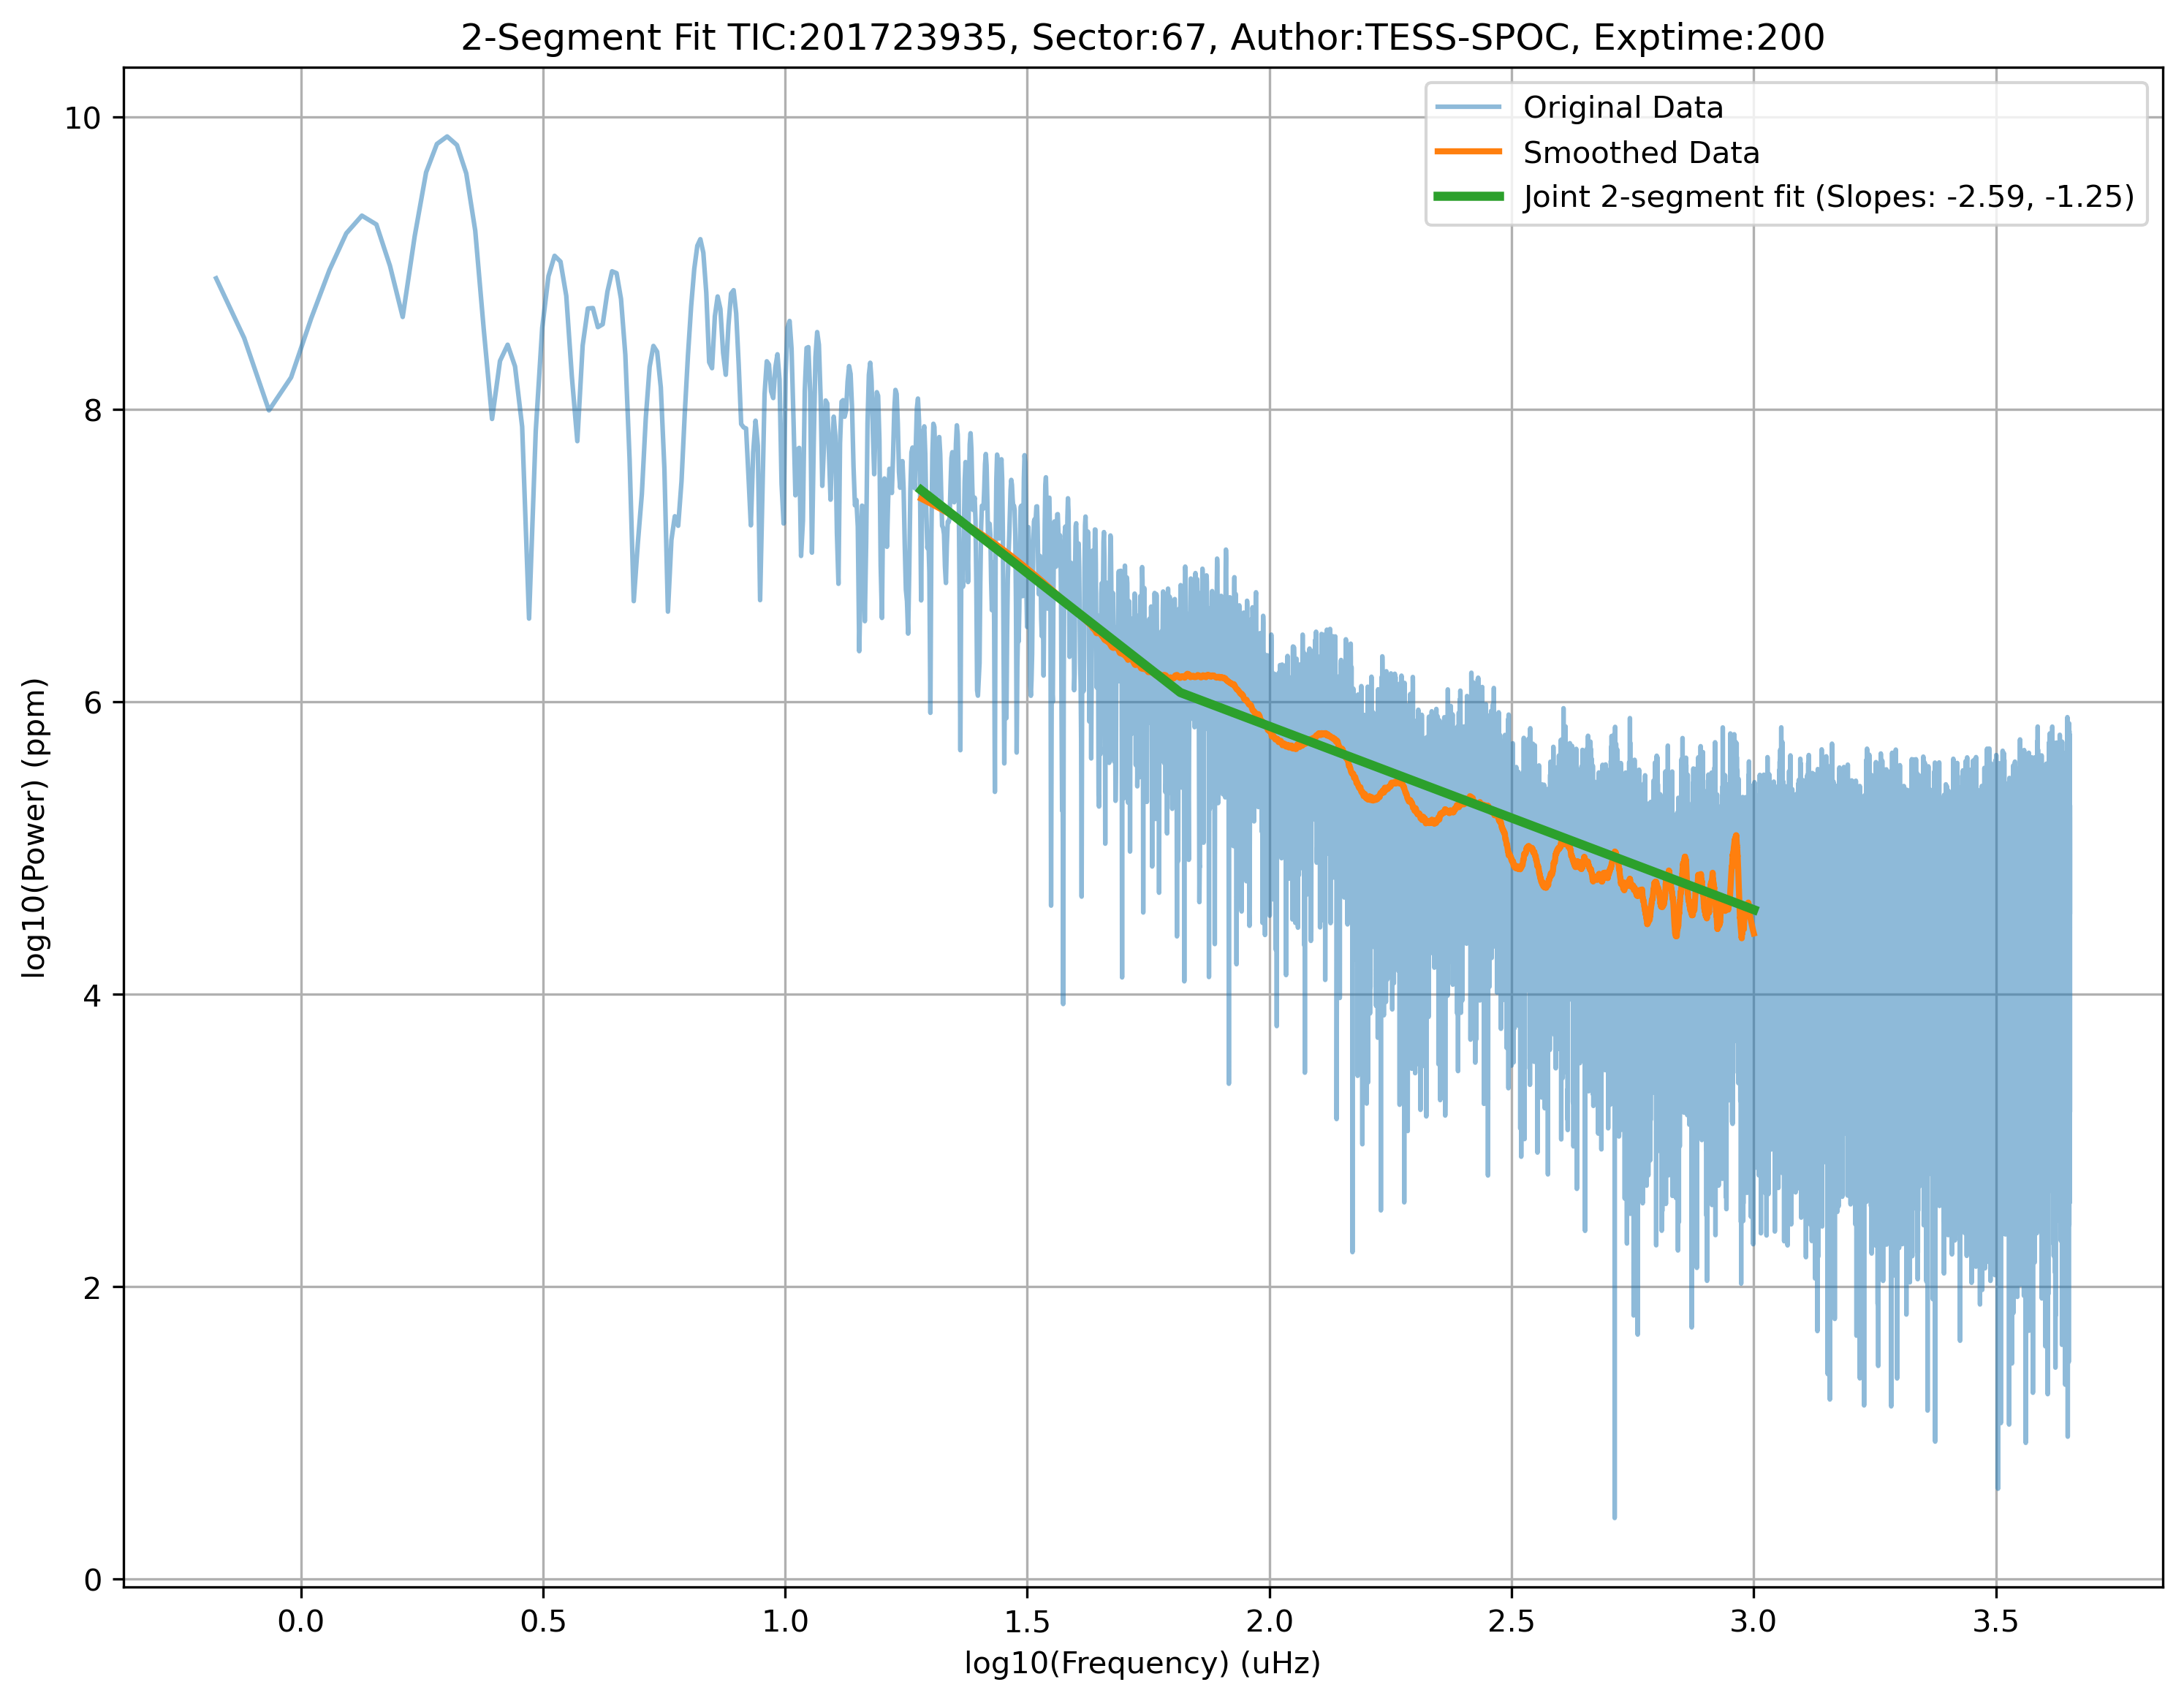 2-Segment Fit TIC:201723935, Sector:67, Author:TESS-SPOC, Exptime:200
Original Data
Smoothed Data
Joint 2-segment fit (Slopes: -2.59, -1.25)
log10(Power) (ppm)
10
8
6
4
2
0
0.0 0.5 1.0 1.5 2.0 2.5 3.0 3.5
log10(Frequency) (uHz)